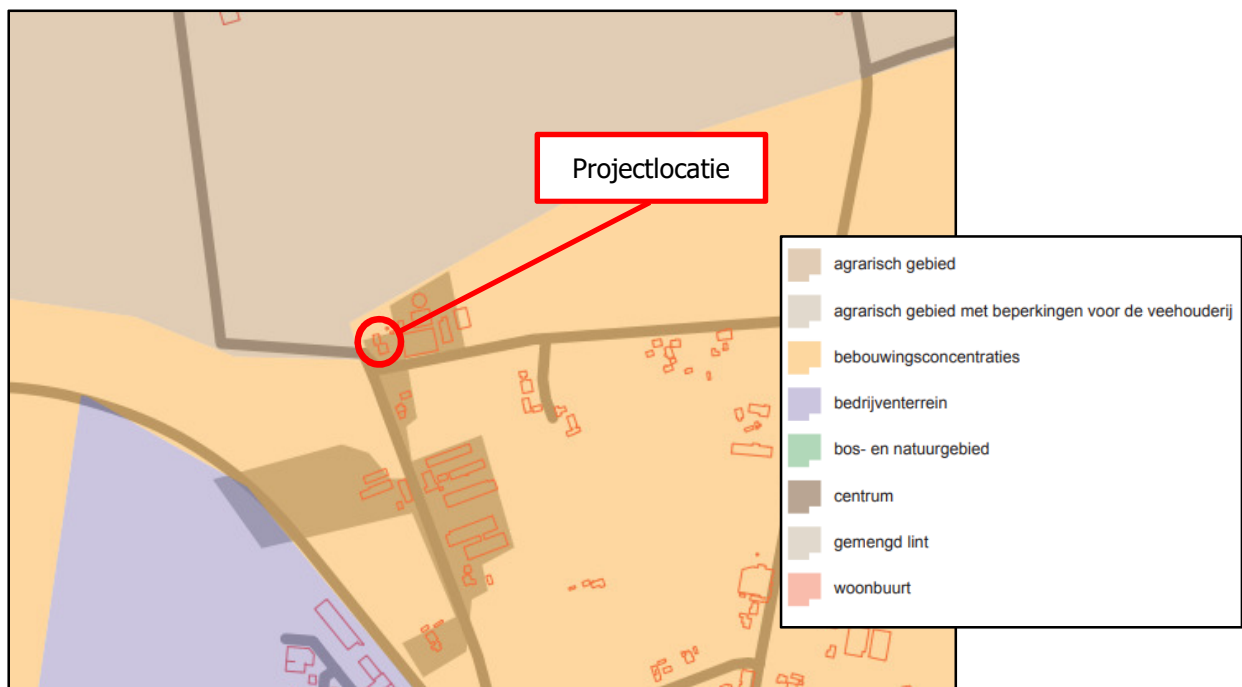 Projectlocatie
agrarisch gebied
agrarisch gebied met beperkingen voor de veehouderij
bebouwingsconcentraties
bedrijventerrein
bos- en natuurgebied
centrum
gemengd lint
woonbuurt